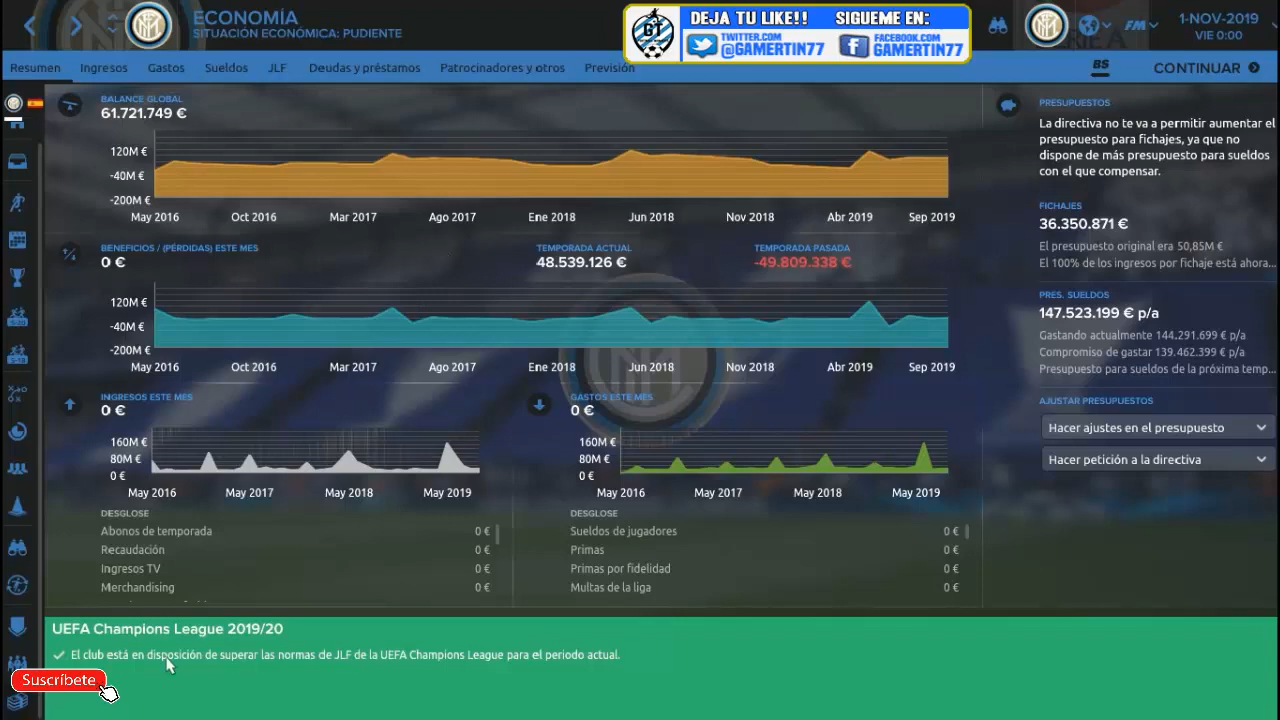 ECONOMÍA
SITUACIÓN ECONÓMICA: PUDIENTE
DEJA TU LIKE!! SIGUEME EN:
GT
TWITTER.COM
@GAMERTIN77
FACEBOOK.COM
GAMERTIN77
FM
1-NOV-2019
VIE 0:00
Resumen Ingresos Gastos Sueldos JLF Deudas y préstamos Patrocinadores y otros Previsión
BS
CONTINUAR
BALANCE GLOBAL
61.721.749 €
120M €
-40M €
-200M €
May 2016 Oct 2016 Mar 2017 Ago 2017 Ene 2018 Jun 2018 Nov 2018 Abr 2019 Sep 2019
BENEFICIOS / (PÉRDIDAS) ESTE MES
0 €
TEMPORADA ACTUAL
48.539.126 €
TEMPORADA PASADA
-49.809.338 €
120M €
-40M €
-200M €
May 2016 Oct 2016 Mar 2017 Ago 2017 Ene 2018 Jun 2018 Nov 2018 Abr 2019 Sep 2019
INGRESOS ESTE MES
0 €
160M €
80M €
0 €
May 2016 May 2017 May 2018 May 2019
DESGLOSE
Abonos de temporada 0 €
Recaudación 0 €
Ingresos TV 0 €
Merchandising 0 €
GASTOS ESTE MES
0 €
160M €
80M €
0 €
May 2016 May 2017 May 2018 May 2019
DESGLOSE
Sueldos de jugadores 0 €
Primas 0 €
Primas por fidelidad 0 €
Multas de la liga 0 €
PRESUPUESTOS
La directiva no te va a permitir aumentar el
presupuesto para fichajes, ya que no
dispone de más presupuesto para sueldos
con el que compensar.
FICHAJES
36.350.871 €
El presupuesto original era 50,85M €
El 100% de los ingresos por fichaje está ahora...
PRES. SUELDOS
147.523.199 € p/a
Gastando actualmente 144.291.699 € p/a
Compromiso de gastar 139.462.399 € p/a
Presupuesto para sueldos de la próxima temp...
AJUSTAR PRESUPUESTOS
Hacer ajustes en el presupuesto
Hacer petición a la directiva
UEFA Champions League 2019/20
El club está en disposición de superar las normas de JLF de la UEFA Champions League para el periodo actual.
Suscríbete